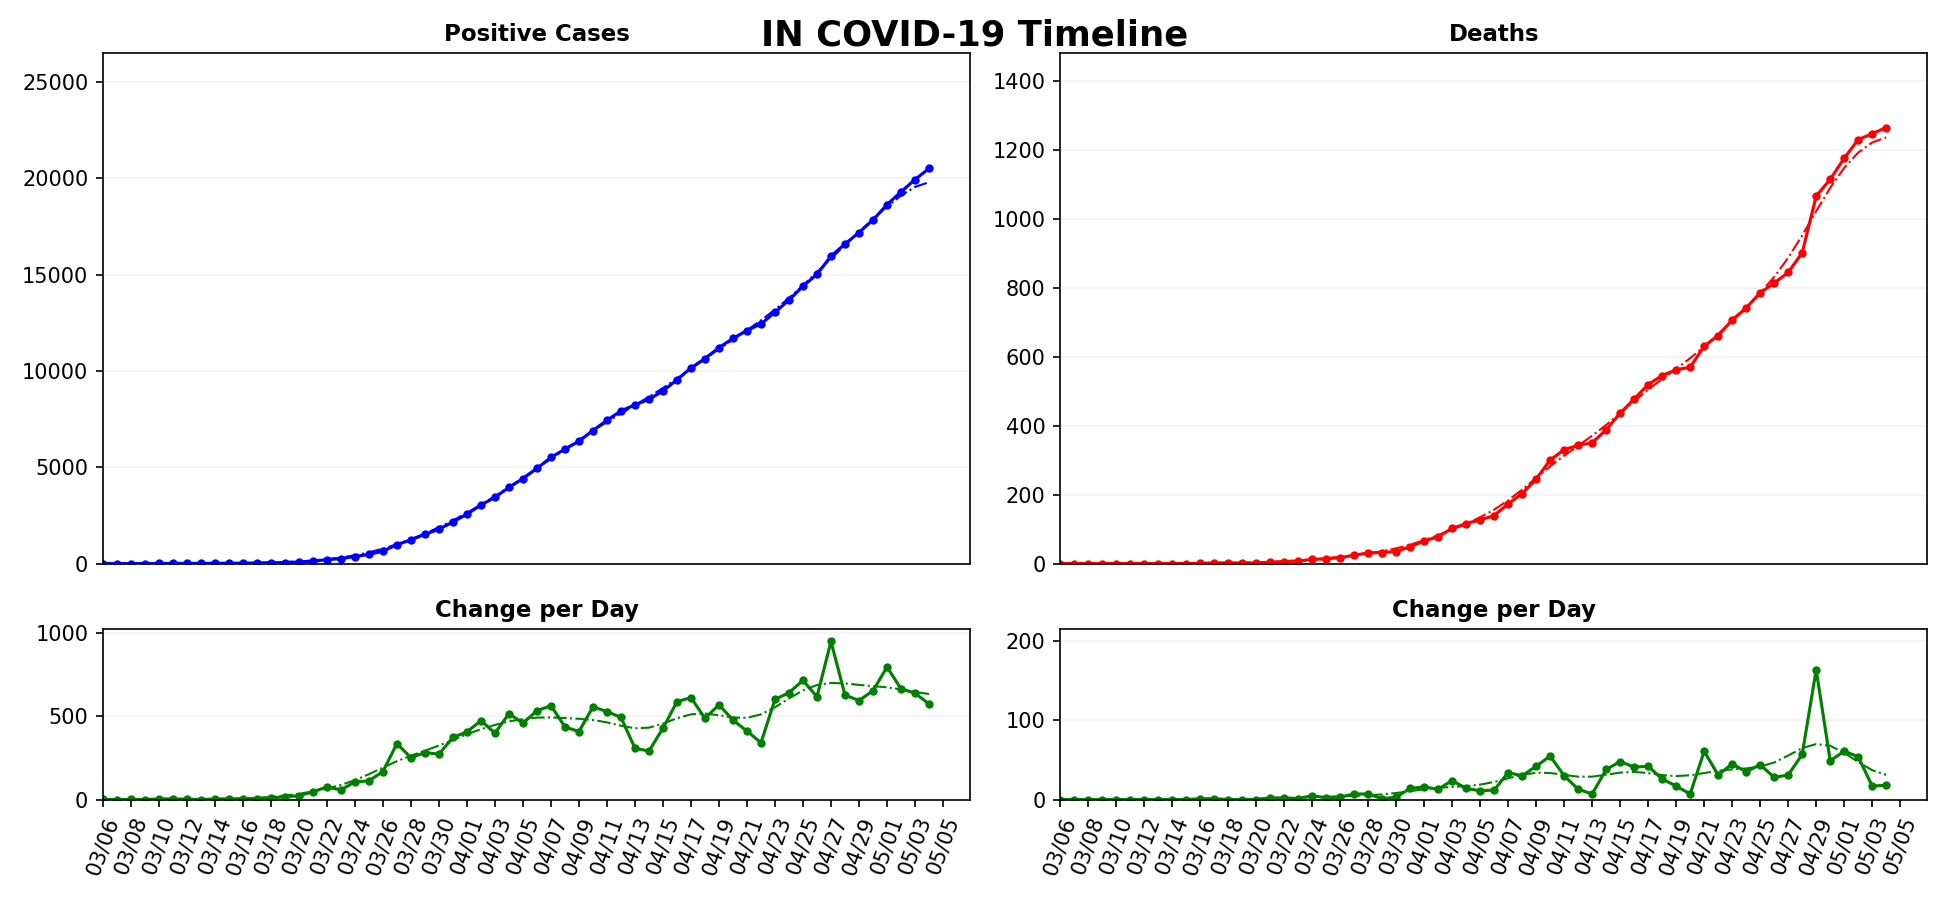 IN COVID-19 Timeline
Positive Cases
25000
20000
15000
10000
5000
0
Deaths
1400
1200
1000
800
600
400
200
0
Change per Day
1000
500
0
03/06 03/08 03/10 03/12 03/14 03/16 03/18 03/20 03/22 03/24 03/26 03/28 03/30 04/01 04/03 04/05 04/07 04/09 04/11 04/13 04/15 04/17 04/19 04/21 04/23 04/25 04/27 04/29 05/01 05/03 05/05
Change per Day
200
100
0
03/06 03/08 03/10 03/12 03/14 03/16 03/18 03/20 03/22 03/24 03/26 03/28 03/30 04/01 04/03 04/05 04/07 04/09 04/11 04/13 04/15 04/17 04/19 04/21 04/23 04/25 04/27 04/29 05/01 05/03 05/05